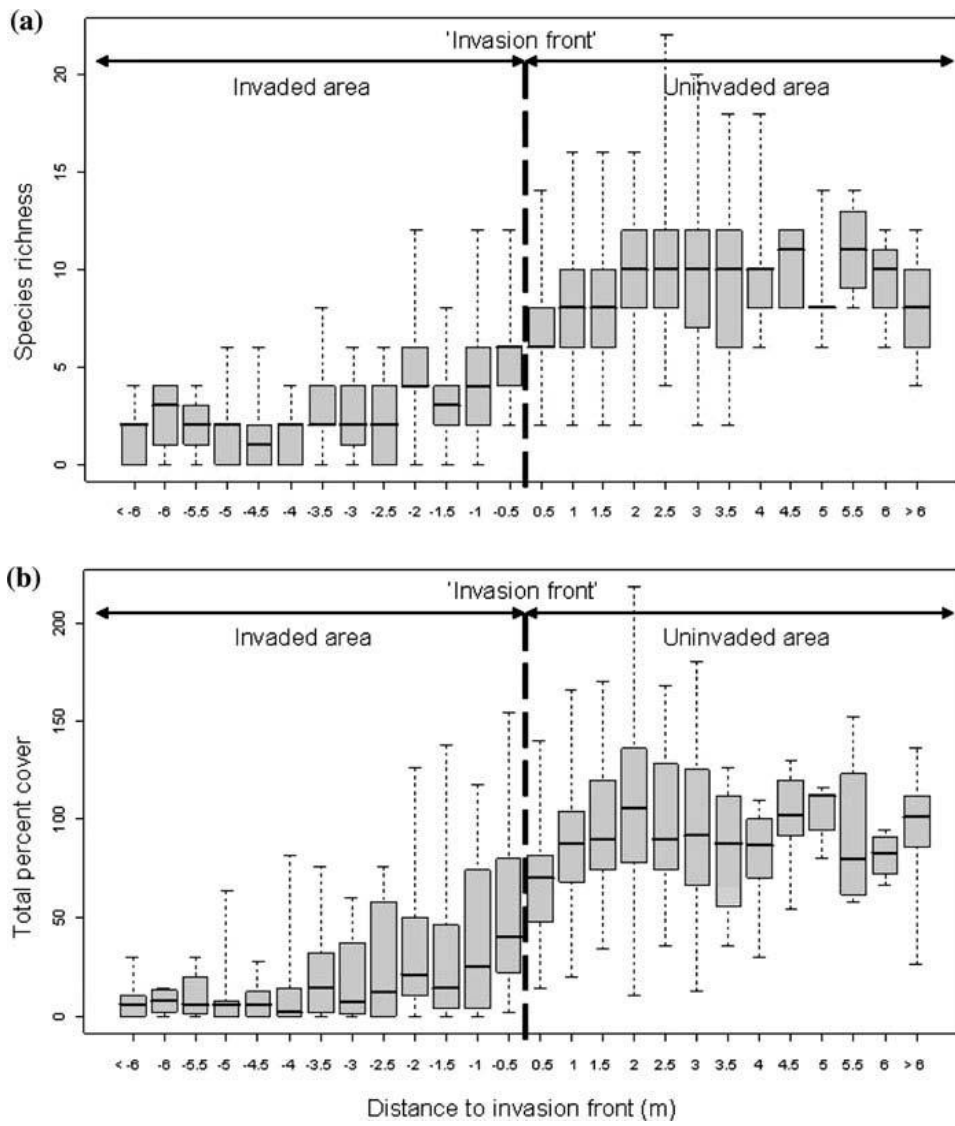 (a)
'Invasion front'
Invaded area
Uninvaded area
Species richness
20
15
10
5
0
< -6 -6 -5.5 -5 -4.5 -4 -3.5 -3 -2.5 -2 -1.5 -1 -0.5 0.5 1 1.5 2 2.5 3 3.5 4 4.5 5 5.5 6 > 6
(b)
'Invasion front'
Invaded area
Uninvaded area
Total percent cover
200
150
100
50
0
< -6 -6 -5.5 -5 -4.5 -4 -3.5 -3 -2.5 -2 -1.5 -1 -0.5 0.5 1 1.5 2 2.5 3 3.5 4 4.5 5 5.5 6 > 6
Distance to invasion front (m)